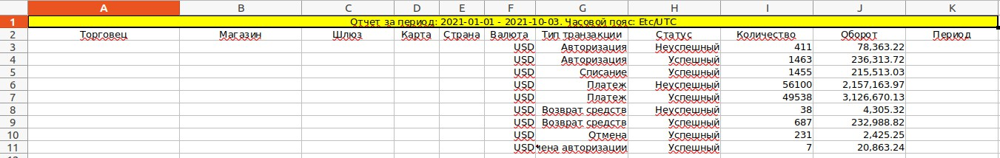 A B C D E F G H I J K
1 Отчет за период: 2021-01-01 - 2021-10-03. Часовой пояс: Etc/UTC
2 Торговец Магазин Шлюз Карта Страна Валюта Тип транзакции Статус Количество Оборот Период
3 USD Авторизация Неуспешный 411 78,363.22
4 USD Авторизация Успешный 1463 236,313.72
5 USD Списание Успешный 1455 215,513.03
6 USD Платеж Неуспешный 56100 2,157,163.97
7 USD Платеж Успешный 49538 3,126,670.13
8 USD Возврат средств Неуспешный 38 4,305.32
9 USD Возврат средств Успешный 687 232,988.82
10 USD Отмена Успешный 231 2,425.25
11 USD авторизации Успешный 7 20,863.24